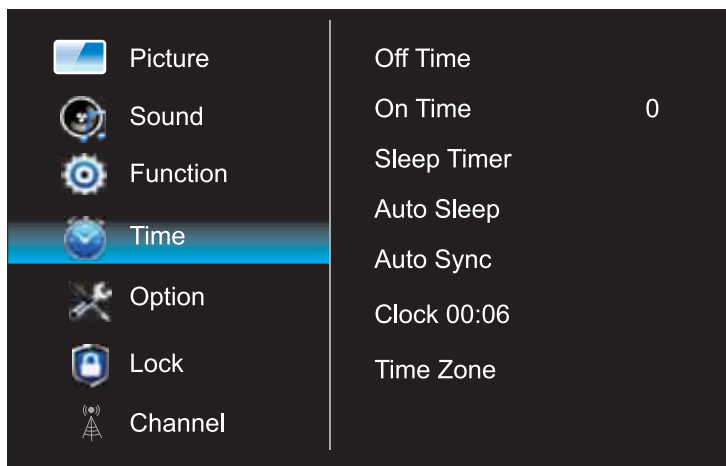 Picture
Sound
Function
Time
Option
Lock
Channel
Off Time
On Time 0
Sleep Timer
Auto Sleep
Auto Sync
Clock 00:06
Time Zone